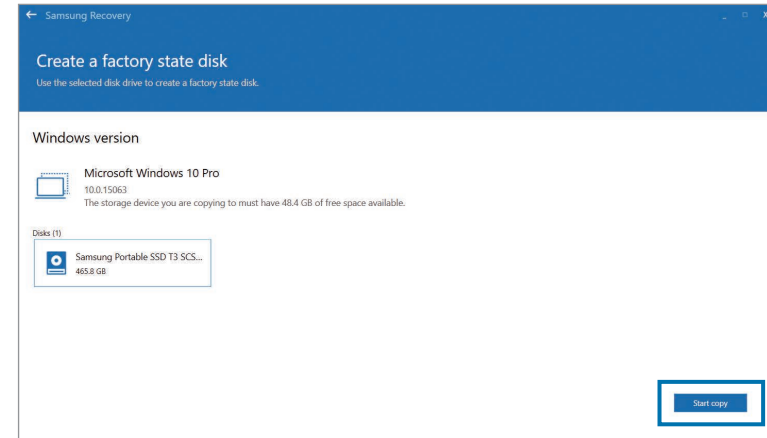 Samsung Recovery
Create a factory state disk
Use the selected disk drive to create a factory state disk.
Windows version
Microsoft Windows 10 Pro
10.0.15063
The storage device you are copying to must have 48.4 GB of free space available.
Disks (1)
Samsung Portable SSD T3 SCS...
465.8 GB
Start copy